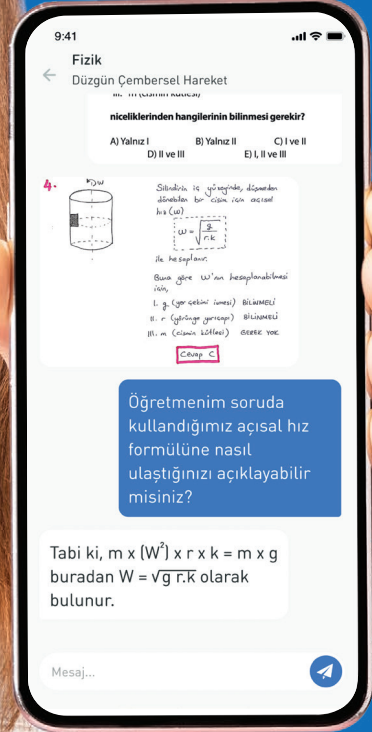 9:41
Fizik
Düzgün Çembersel Hareket
III. m (cismin kütlesi)
niceliklerinden hangilerinin bilinmesi gerekir?
A) Yalnız I B) Yalnız II C) I ve II
D) II ve III E) I, II ve III
4.
w
Silindirin iç yüzeyinde, düşmeden
dönebilen bir cisim için açısal
hız (w)
w = √g/r.k
ile hesaplanır.
Buna göre w'nın hesaplanabilmesi
için,
I. g (yer çekimi ivmesi) BİLİNMELİ
II. r (yörünge yarıçapı) BİLİNMELİ
III. m (cismin kütlesi) GEREK YOK
Cevap C
Öğretmenim soruda
kullandığımız açısal hız
formülüne nasıl
ulaştığınızı açıklayabilir
misiniz?
Tabi ki, m x (W²) x r x k = m x g
buradan W = √g r.k olarak
bulunur.
Mesaj...